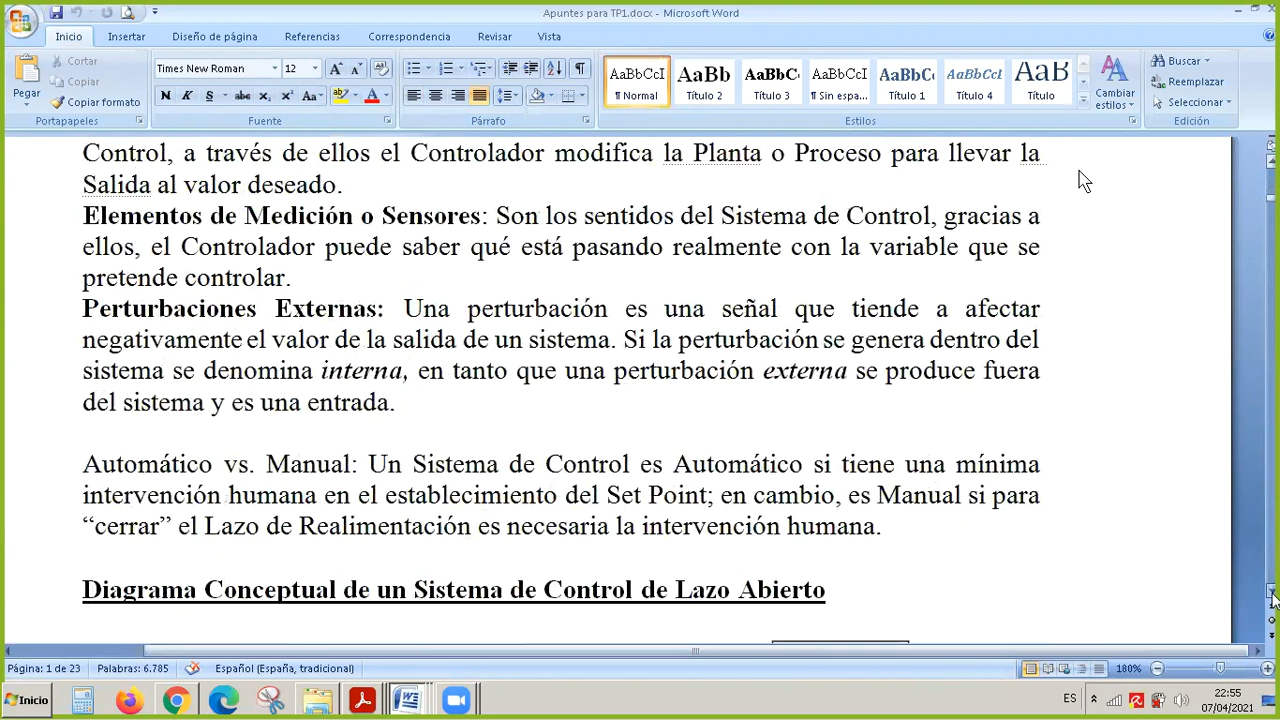 Apuntes para TP1.docx - Microsoft Word
Inicio Insertar Diseño de página Referencias Correspondencia Revisar Vista
Pegar
Cortar
Copiar
Copiar formato
Portapapeles
Times New Roman 12
Fuente
Párrafo
AaBbCcI AaBb AaBbC AaBbCcI AaBbC AaBbCcI AaB
¶ Normal Título 2 Título 3 ¶ Sin espa... Título 1 Título 4 Título
Cambiar estilos
Estilos
Buscar
Reemplazar
Seleccionar
Edición
Control, a través de ellos el Controlador modifica la Planta o Proceso para llevar la
Salida al valor deseado.
Elementos de Medición o Sensores: Son los sentidos del Sistema de Control, gracias a
ellos, el Controlador puede saber qué está pasando realmente con la variable que se
pretende controlar.
Perturbaciones Externas: Una perturbación es una señal que tiende a afectar
negativamente el valor de la salida de un sistema. Si la perturbación se genera dentro del
sistema se denomina interna, en tanto que una perturbación externa se produce fuera
del sistema y es una entrada.
Automático vs. Manual: Un Sistema de Control es Automático si tiene una mínima
intervención humana en el establecimiento del Set Point; en cambio, es Manual si para
“cerrar” el Lazo de Realimentación es necesaria la intervención humana.
Diagrama Conceptual de un Sistema de Control de Lazo Abierto
Página: 1 de 23 Palabras: 6.785 Español (España, tradicional) 180%
Inicio ES 22:55
07/04/2021